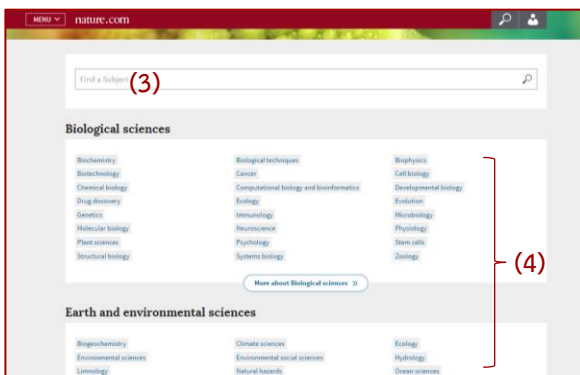 MENU nature.com
Find a Subject (3)
Biological sciences
Biochemistry Biological techniques Biophysics
Biotechnology Cancer Cell biology
Chemical biology Computational biology and bioinformatics Developmental biology
Drug discovery Ecology Evolution
Genetics Immunology Microbiology
Molecular biology Neuroscience Physiology
Plant sciences Psychology Stem cells
Structural biology Systems biology Zoology
(4)
More about Biological sciences »
Earth and environmental sciences
Biogeochemistry Climate sciences Ecology
Environmental sciences Environmental social sciences Hydrology
Limnology Natural hazards Ocean sciences